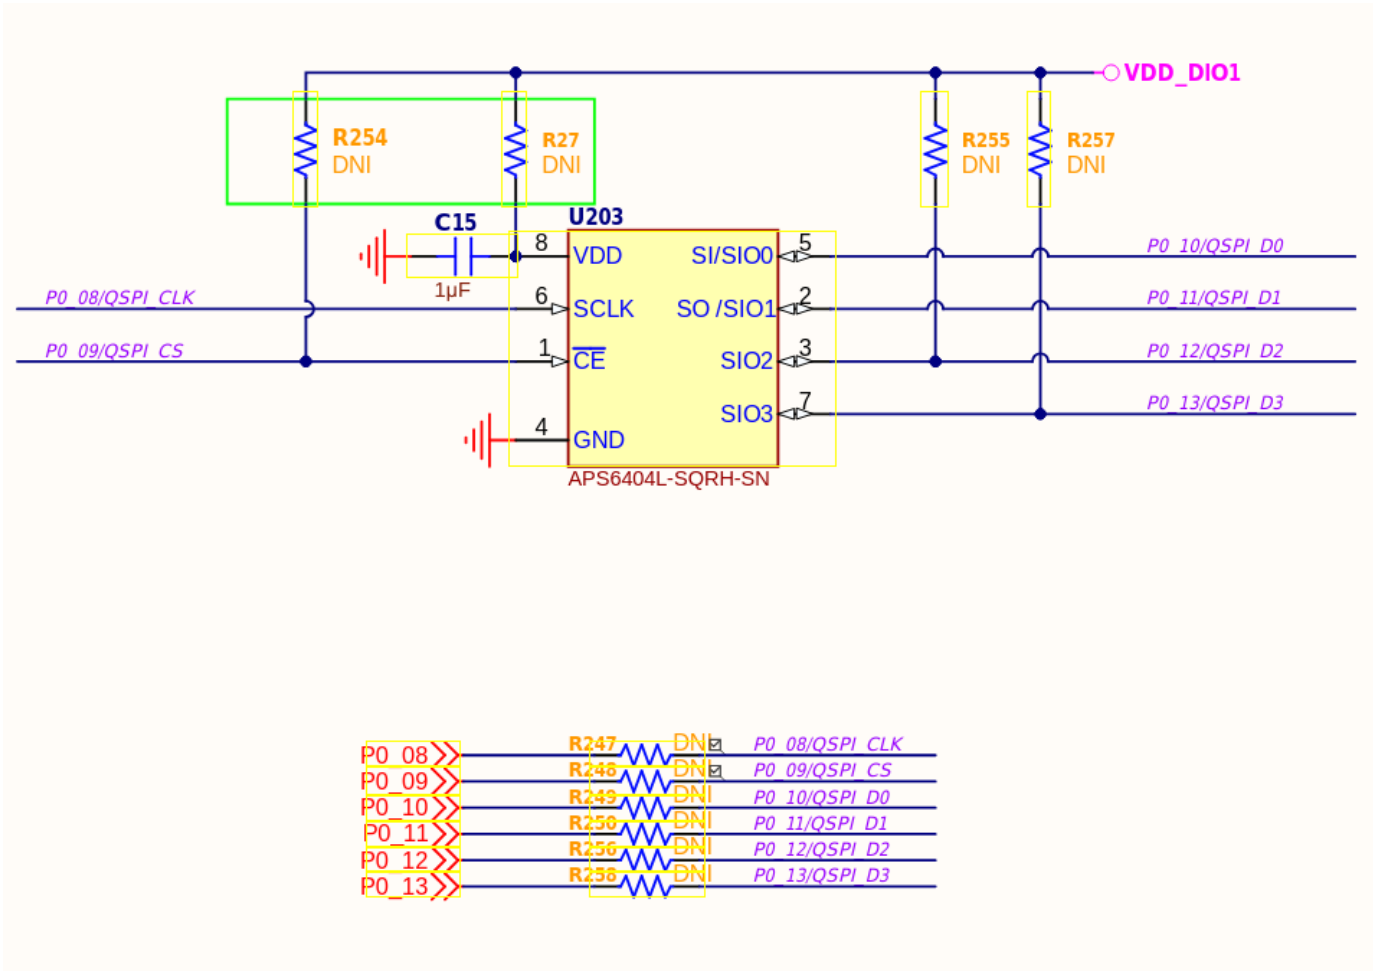 VDD_DIO1
R254
DNI
R27
DNI
R255
DNI
R257
DNI
C15
1µF
U203
8 VDD
6 SCLK
1 CE
4 GND
SI/SIO0 5
SO /SIO1 2
SIO2 3
SIO3 7
APS6404L-SQRH-SN
P0_08/QSPI_CLK
P0_09/QSPI_CS
P0_10/QSPI_D0
P0_11/QSPI_D1
P0_12/QSPI_D2
P0_13/QSPI_D3
P0_08 R247 DNI P0_08/QSPI_CLK
P0_09 R248 DNI P0_09/QSPI_CS
P0_10 R249 DNI P0_10/QSPI_D0
P0_11 R250 DNI P0_11/QSPI_D1
P0_12 R256 DNI P0_12/QSPI_D2
P0_13 R258 DNI P0_13/QSPI_D3